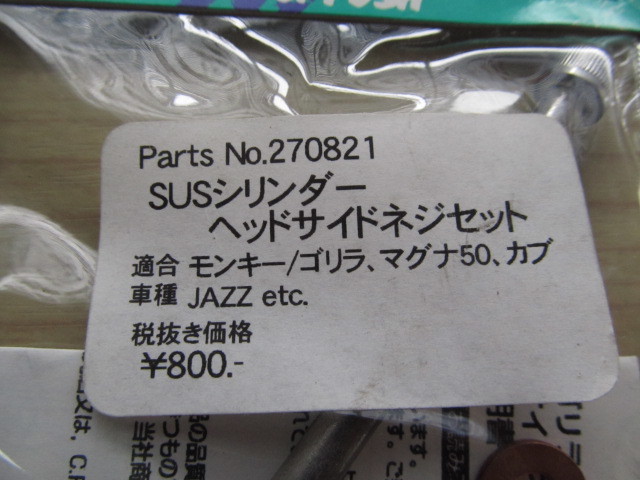 Parts No.270821
SUSシリンダー
ヘッドサイドネジセット
適合 モンキー/ゴリラ、マグナ50、カブ
車種 JAZZ etc.
税抜き価格
¥800.-